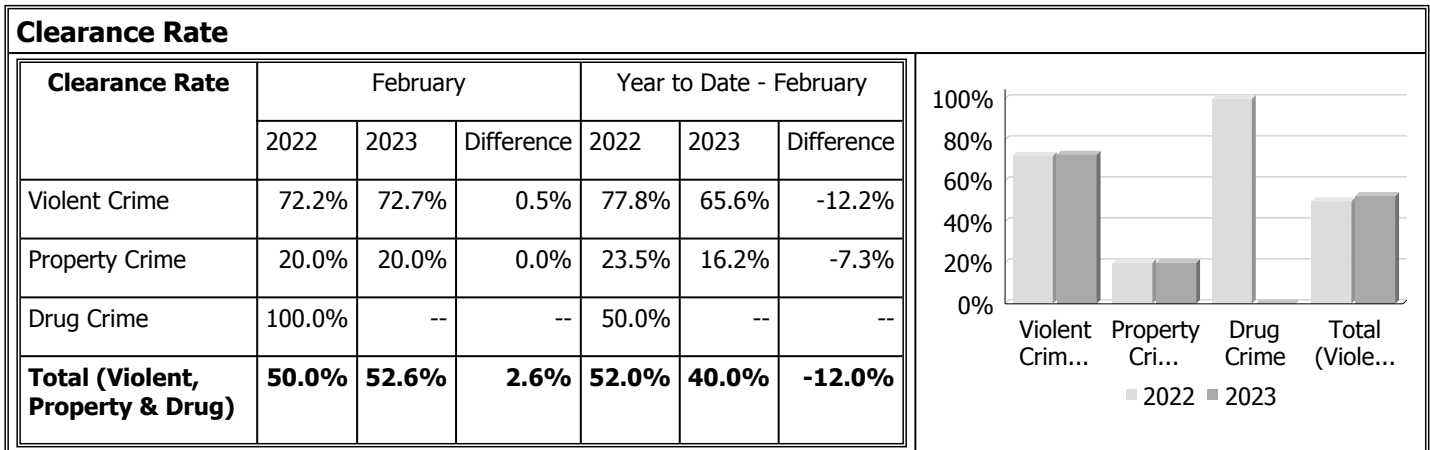 Clearance Rate
Clearance Rate February Year to Date - February
2022 2023 Difference 2022 2023 Difference
Violent Crime 72.2% 72.7% 0.5% 77.8% 65.6% -12.2%
Property Crime 20.0% 20.0% 0.0% 23.5% 16.2% -7.3%
Drug Crime 100.0% -- -- 50.0% -- --
Total (Violent, 50.0% 52.6% 2.6% 52.0% 40.0% -12.0%
Property & Drug)
100%
80%
60%
40%
20%
0%
Violent Property Drug Total
Crim... Cri... Crime (Viole...
2022 2023